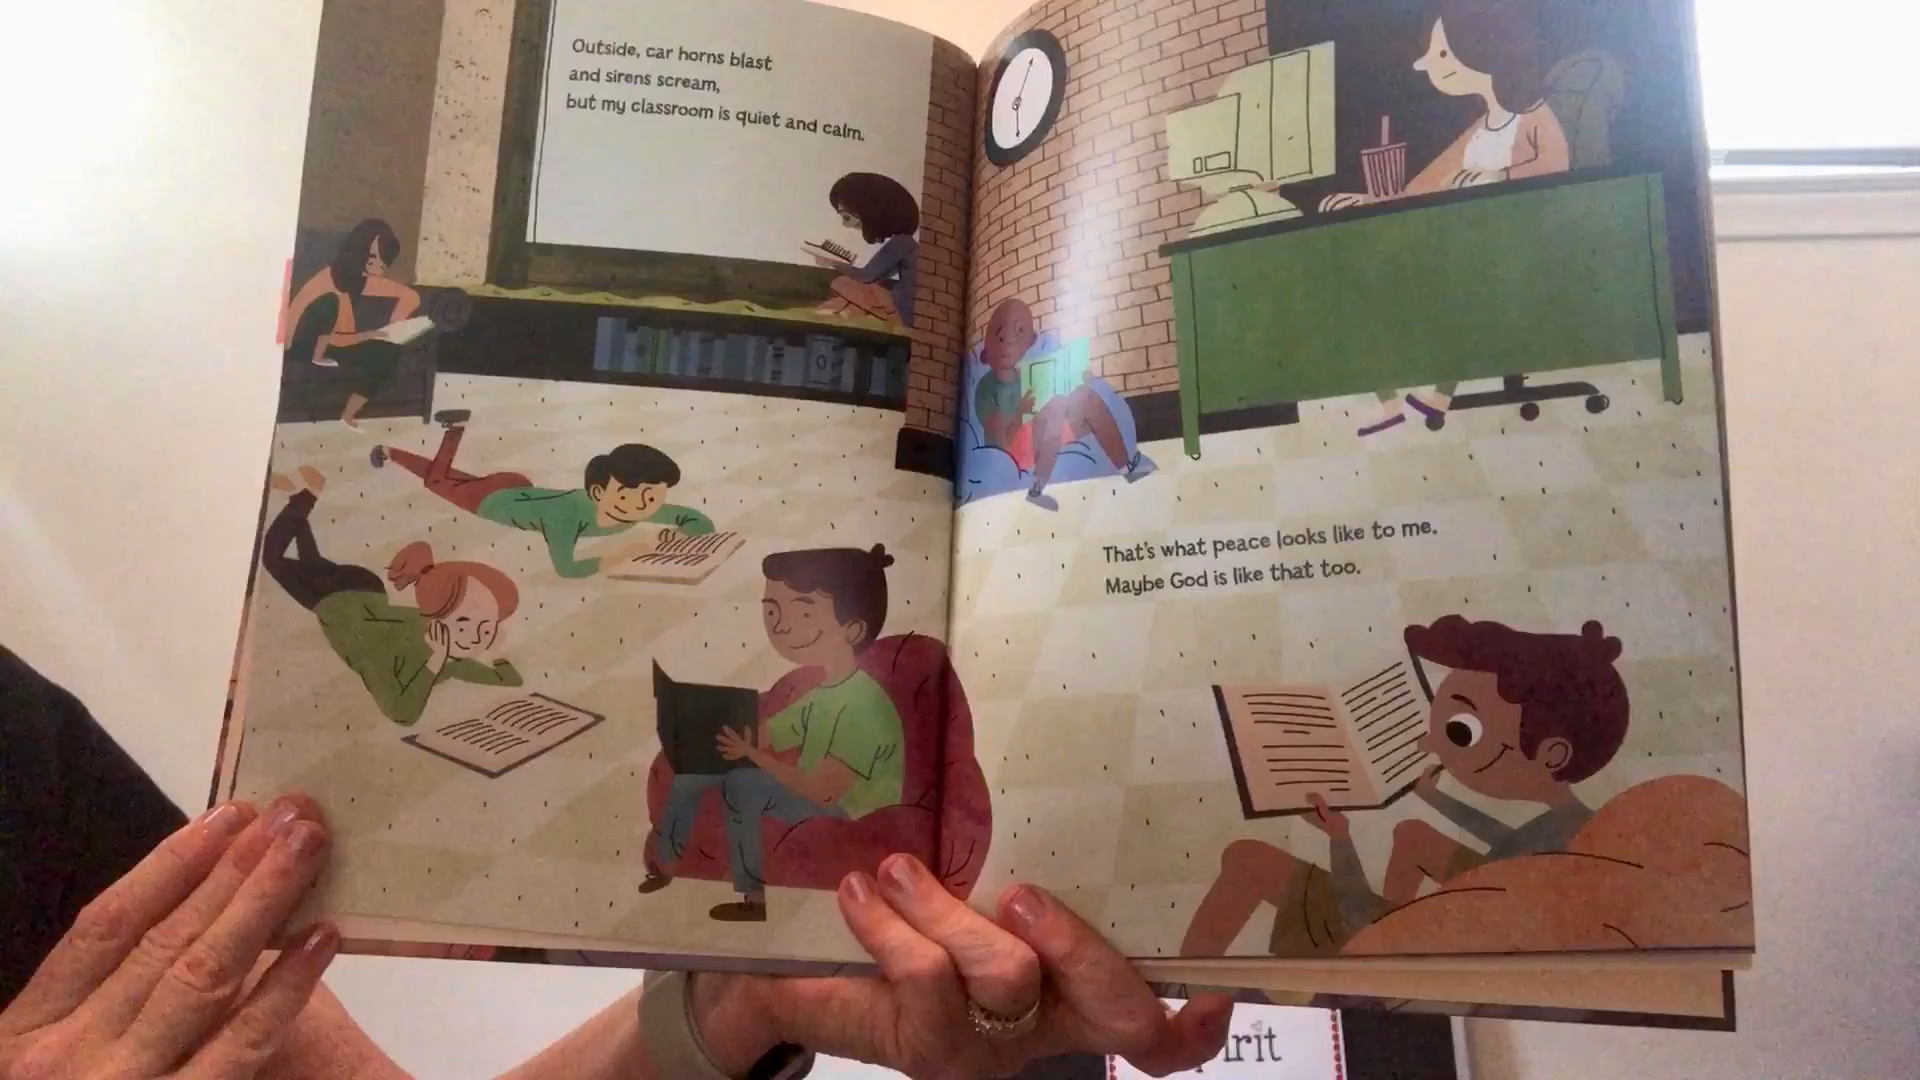 Outside, car horns blast
and sirens scream,
but my classroom is quiet and calm.
That's what peace looks like to me.
Maybe God is like that too.